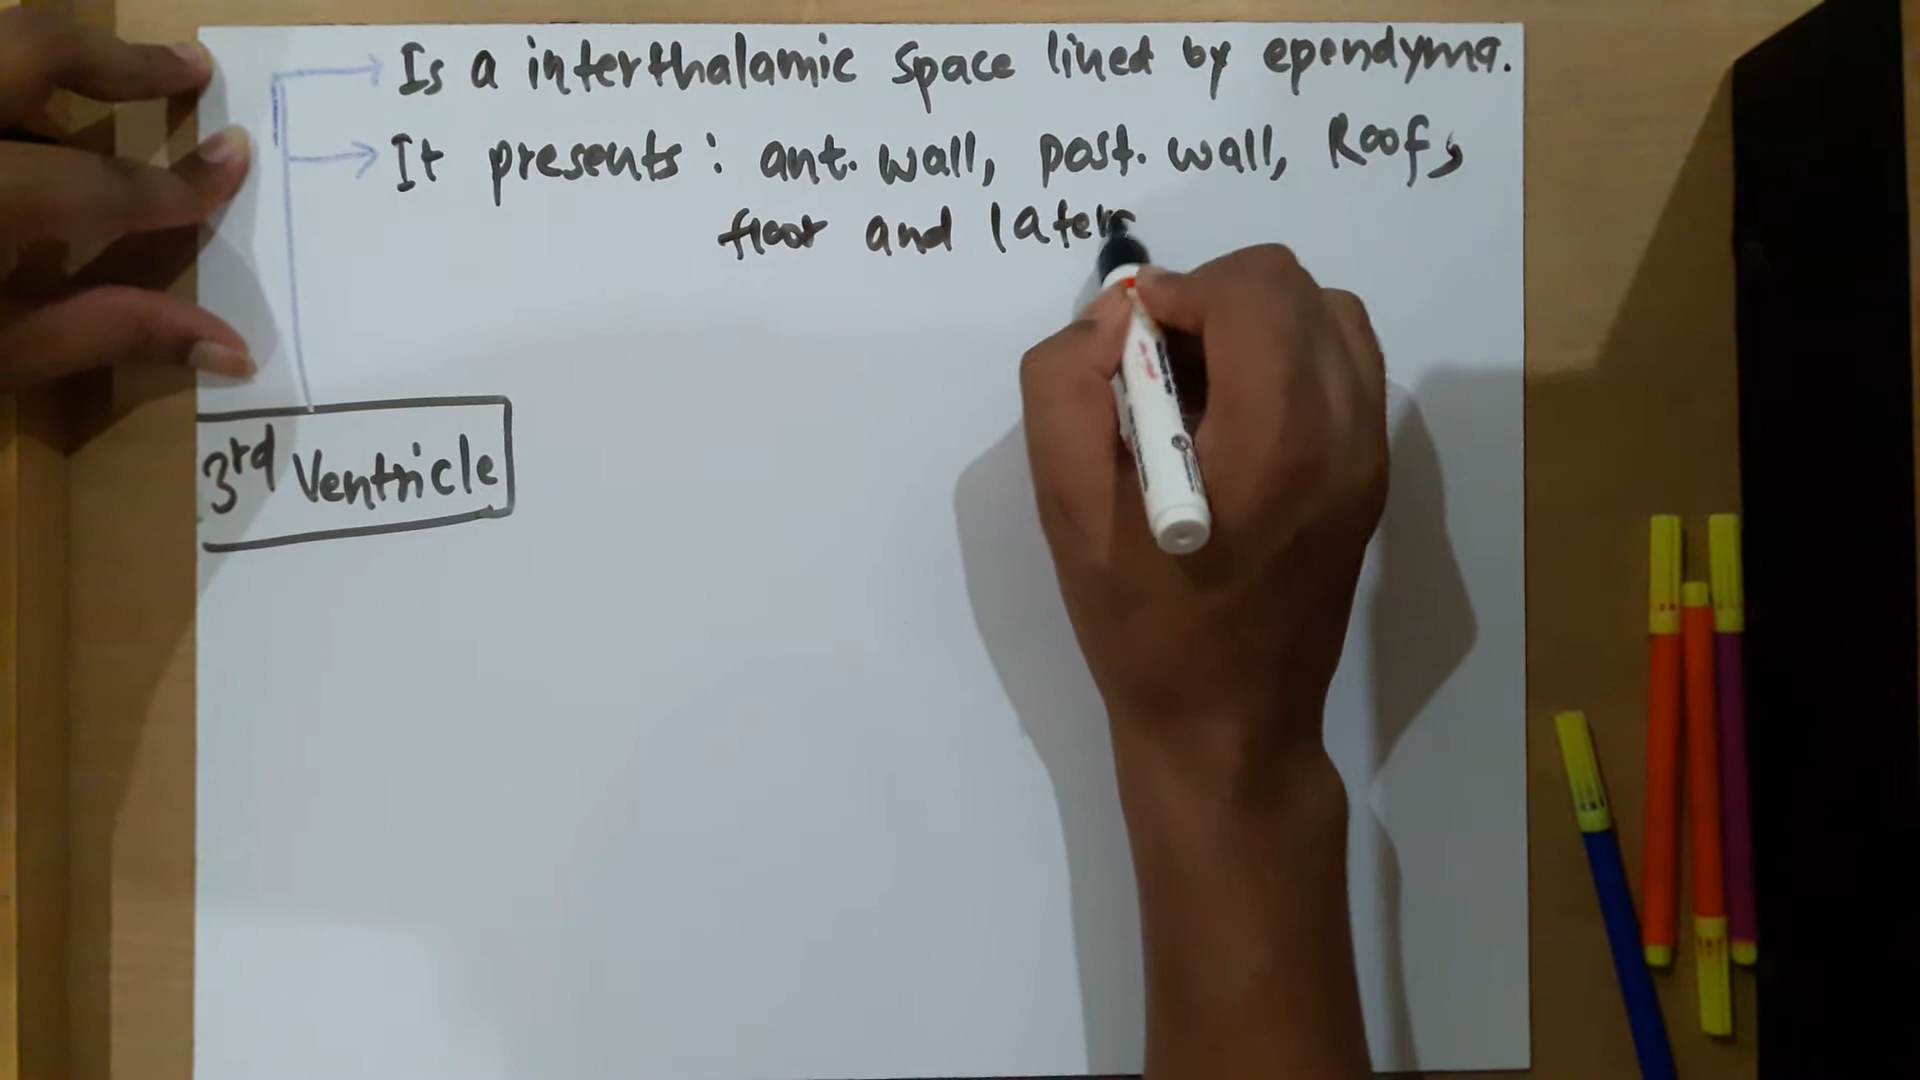 Is a interthalamic space lined by ependyma.
It presents: ant. wall, post. wall, Roof,
floor and later
3rd Ventricle